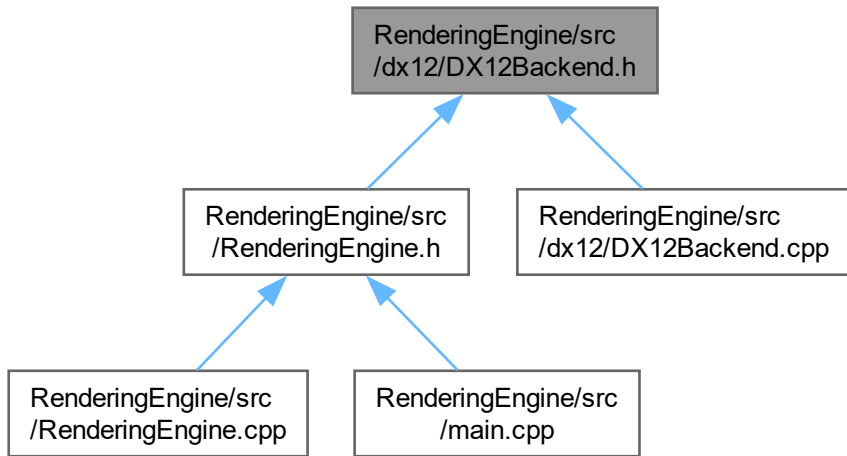 RenderingEngine/src
/dx12/DX12Backend.h
RenderingEngine/src
/RenderingEngine.h
RenderingEngine/src
/dx12/DX12Backend.cpp
RenderingEngine/src
/RenderingEngine.cpp
RenderingEngine/src
/main.cpp